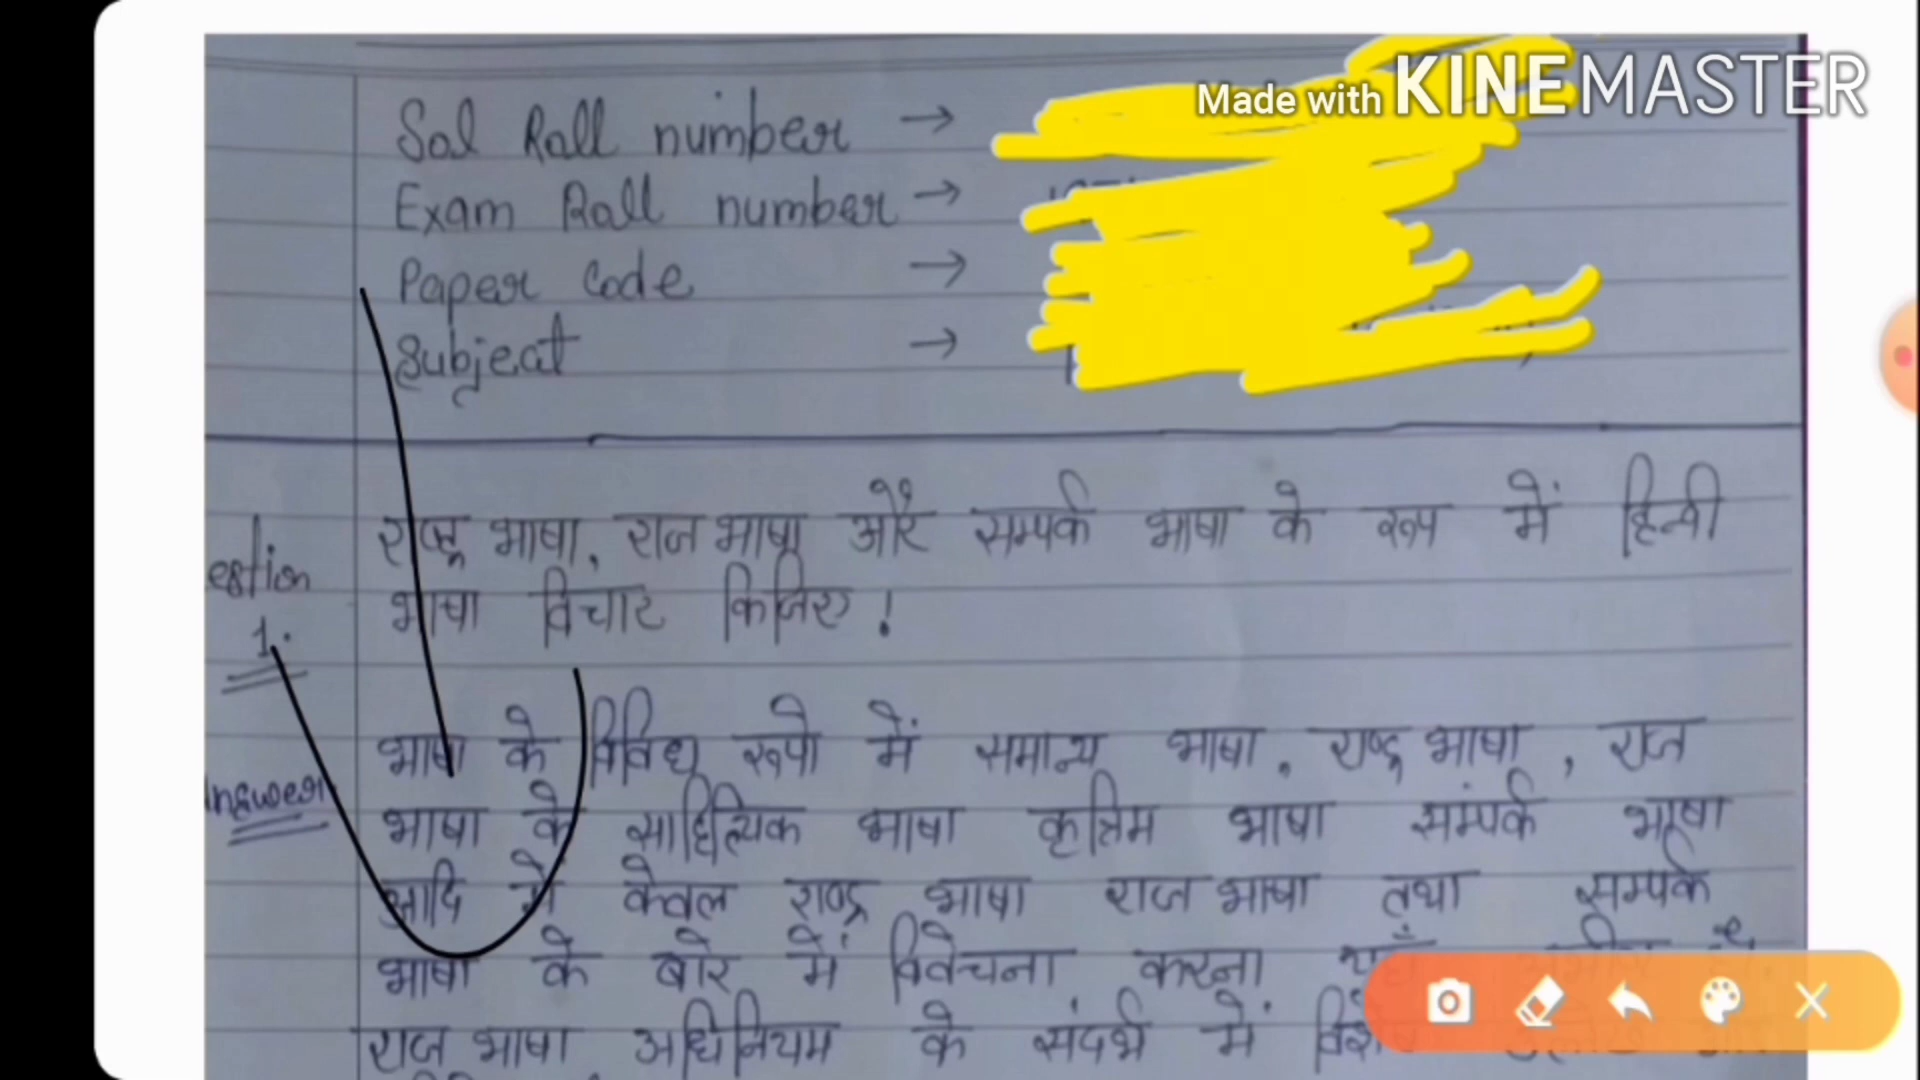 Made with KINEMASTER
Sol Roll number →
Exam Roll number →
Paper Code →
Subject →
राष्ट्र भाषा, राज भाषा और सम्पर्क भाषा के रूप में हिन्दी
estion
भाषा विचार किजिए !
1.
भाषा के विविध रूपो में समान्य भाषा, राष्ट्र भाषा, राज
nswer
भाषा के साहित्यिक भाषा कृत्रिम भाषा संम्पर्क भाषा
आदि में केवल राष्ट्र भाषा राज भाषा तथा सम्पर्क
भाषा के बारे में विवेचना करना
राज भाषा अधिनियम के संदर्भ में